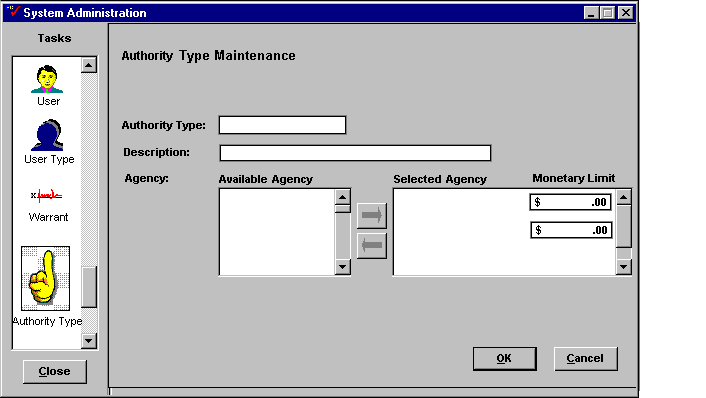 System Administration
Tasks
User
User Type
x
Warrant
Authority Type
Close
Authority Type Maintenance
Authority Type:
Description:
Agency: Available Agency Selected Agency Monetary Limit
$ .00
$ .00
OK Cancel